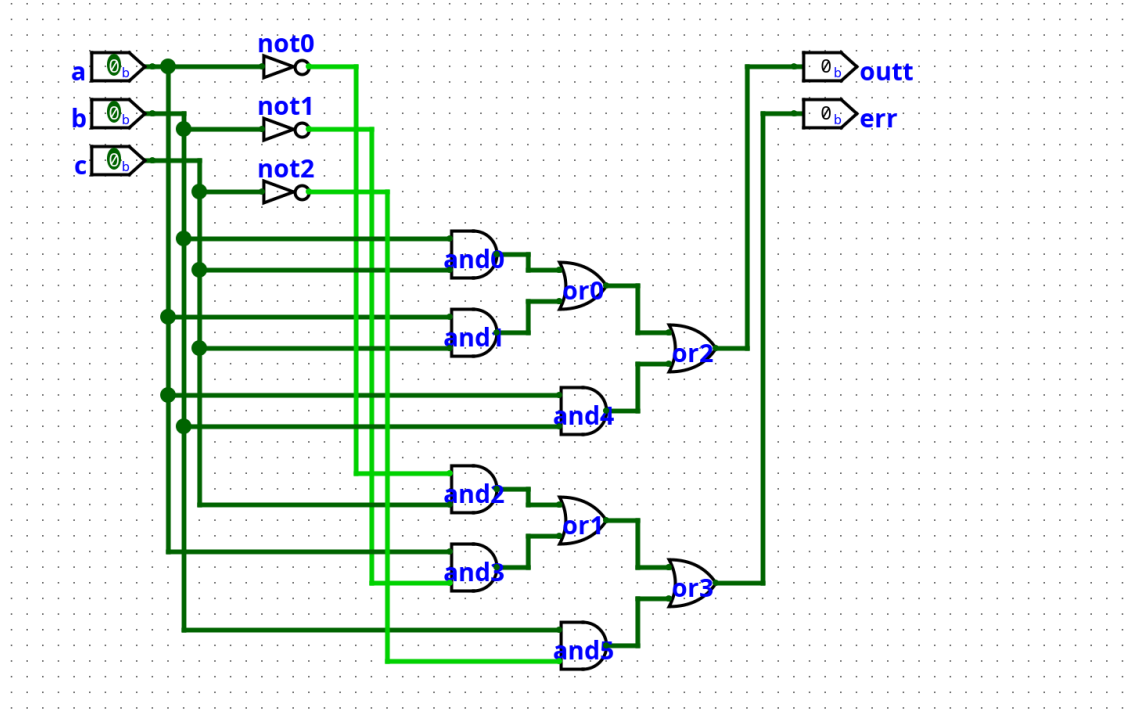 not0
a 0b
0b outt
not1
b 0b
0b err
c 0b
not2
and0
or0
and1
or2
and4
and2
or1
and3
or3
and5